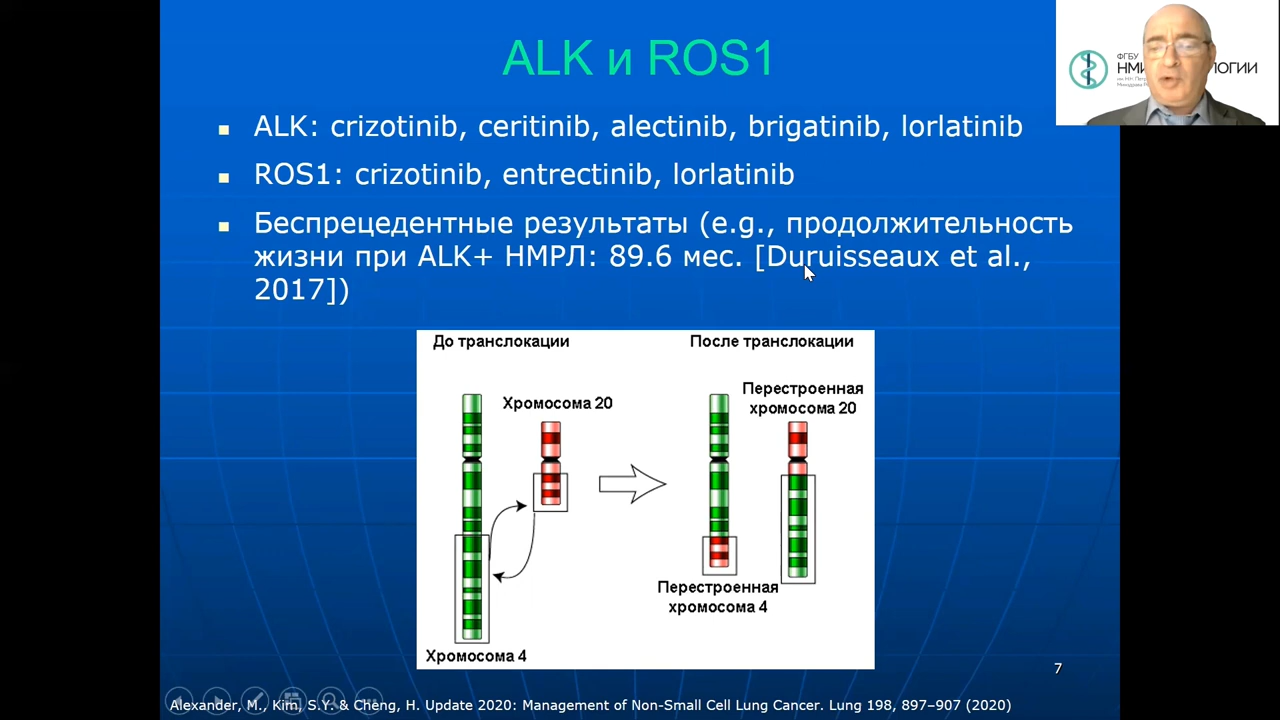 ALK и ROS1
ALK: crizotinib, ceritinib, alectinib, brigatinib, lorlatinib
ROS1: crizotinib, entrectinib, lorlatinib
Беспрецедентные результаты (e.g., продолжительность
жизни при ALK+ НМРЛ: 89.6 мес. [Duruisseaux et al.,
2017])
До транслокации
После транслокации
Хромосома 20
Перестроенная
хромосома 20
Перестроенная
хромосома 4
Хромосома 4
7
Alexander, M., Kim, S.Y. & Cheng, H. Update 2020: Management of Non-Small Cell Lung Cancer. Lung 198, 897–907 (2020)
ФГБУ